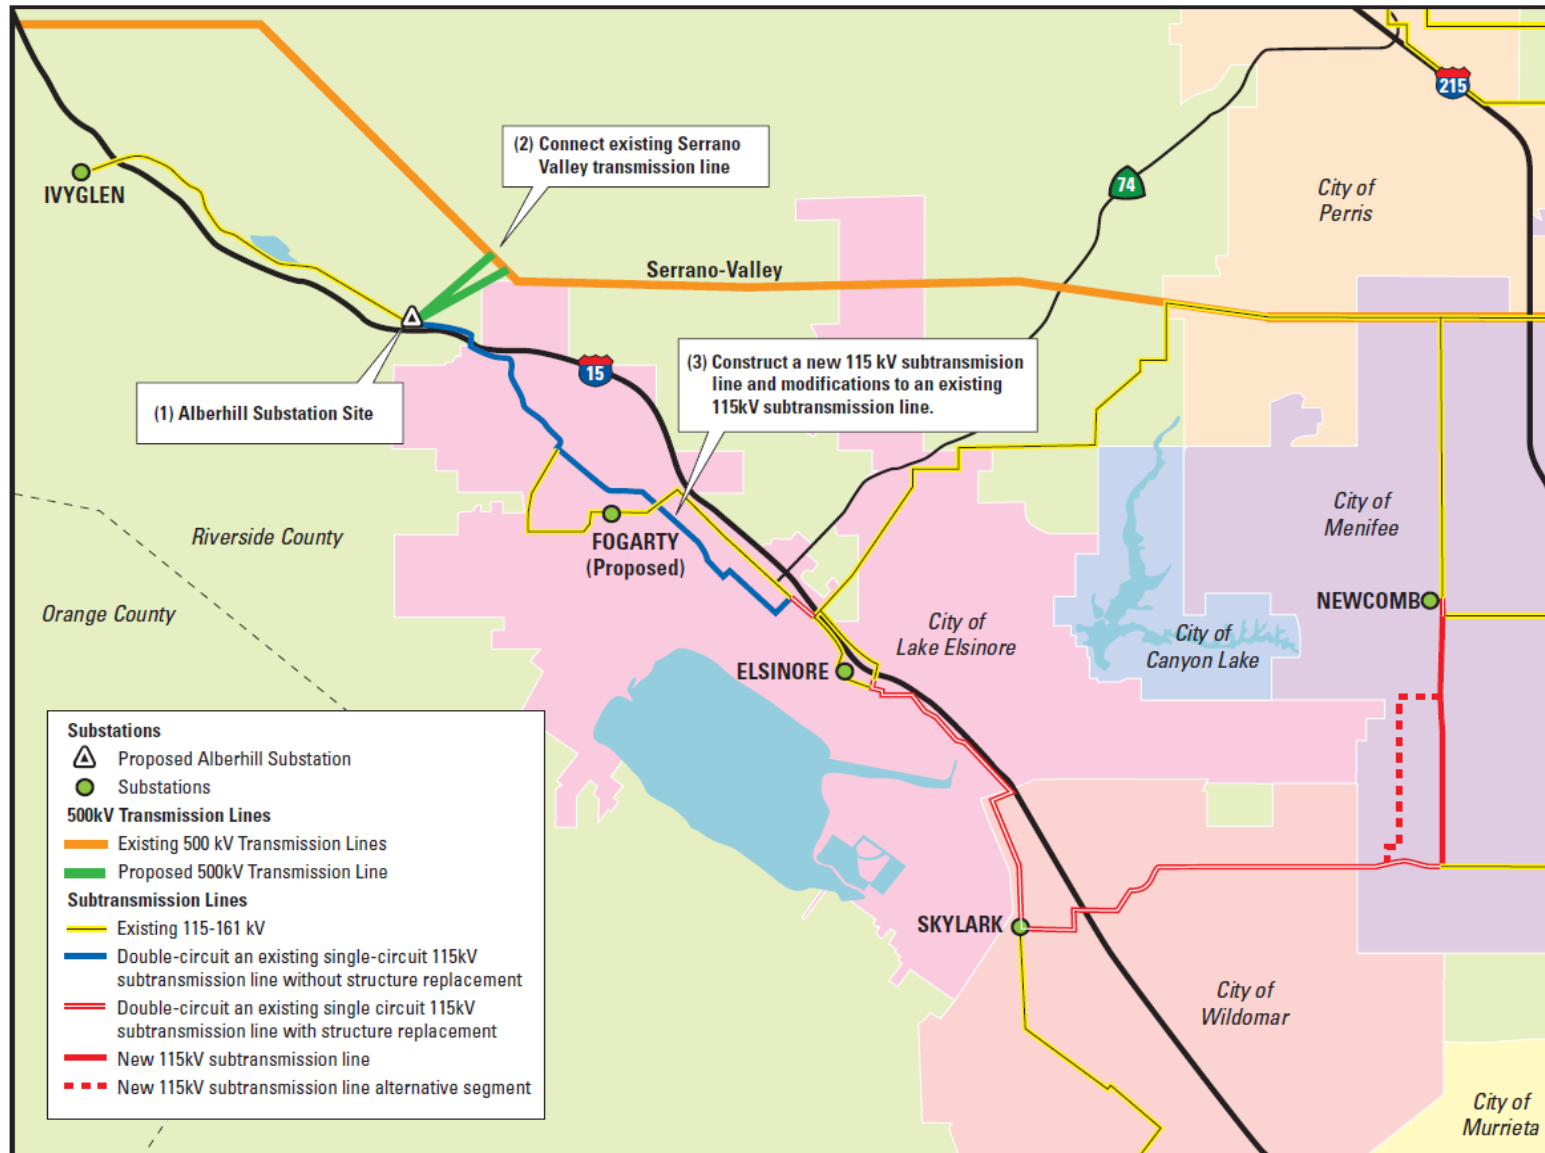 215
(2) Connect existing Serrano
Valley transmission line
IVYGLEN
74
City of
Perris
Serrano-Valley
(3) Construct a new 115 kV subtransmision
line and modifications to an existing
115kV subtransmission line.
15
(1) Alberhill Substation Site
City of
Menifee
Riverside County
FOGARTY
(Proposed)
Orange County
NEWCOMB
City of
Lake Elsinore
City of
Canyon Lake
ELSINORE
Substations
Proposed Alberhill Substation
Substations
500kV Transmission Lines
Existing 500 kV Transmission Lines
Proposed 500kV Transmission Line
Subtransmission Lines
Existing 115-161 kV
Double-circuit an existing single-circuit 115kV
subtransmission line without structure replacement
Double-circuit an existing single circuit 115kV
subtransmission line with structure replacement
New 115kV subtransmission line
New 115kV subtransmission line alternative segment
SKYLARK
City of
Wildomar
City of
Murrieta